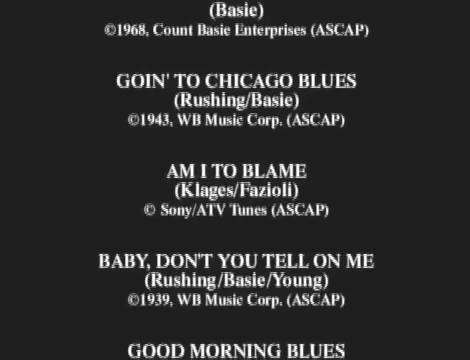 (Basie)
©1968, Count Basie Enterprises (ASCAP)
GOIN' TO CHICAGO BLUES
(Rushing/Basie)
©1943, WB Music Corp. (ASCAP)
AM I TO BLAME
(Klages/Fazioli)
© Sony/ATV Tunes (ASCAP)
BABY, DON'T YOU TELL ON ME
(Rushing/Basie/Young)
©1939, WB Music Corp. (ASCAP)
GOOD MORNING BLUES